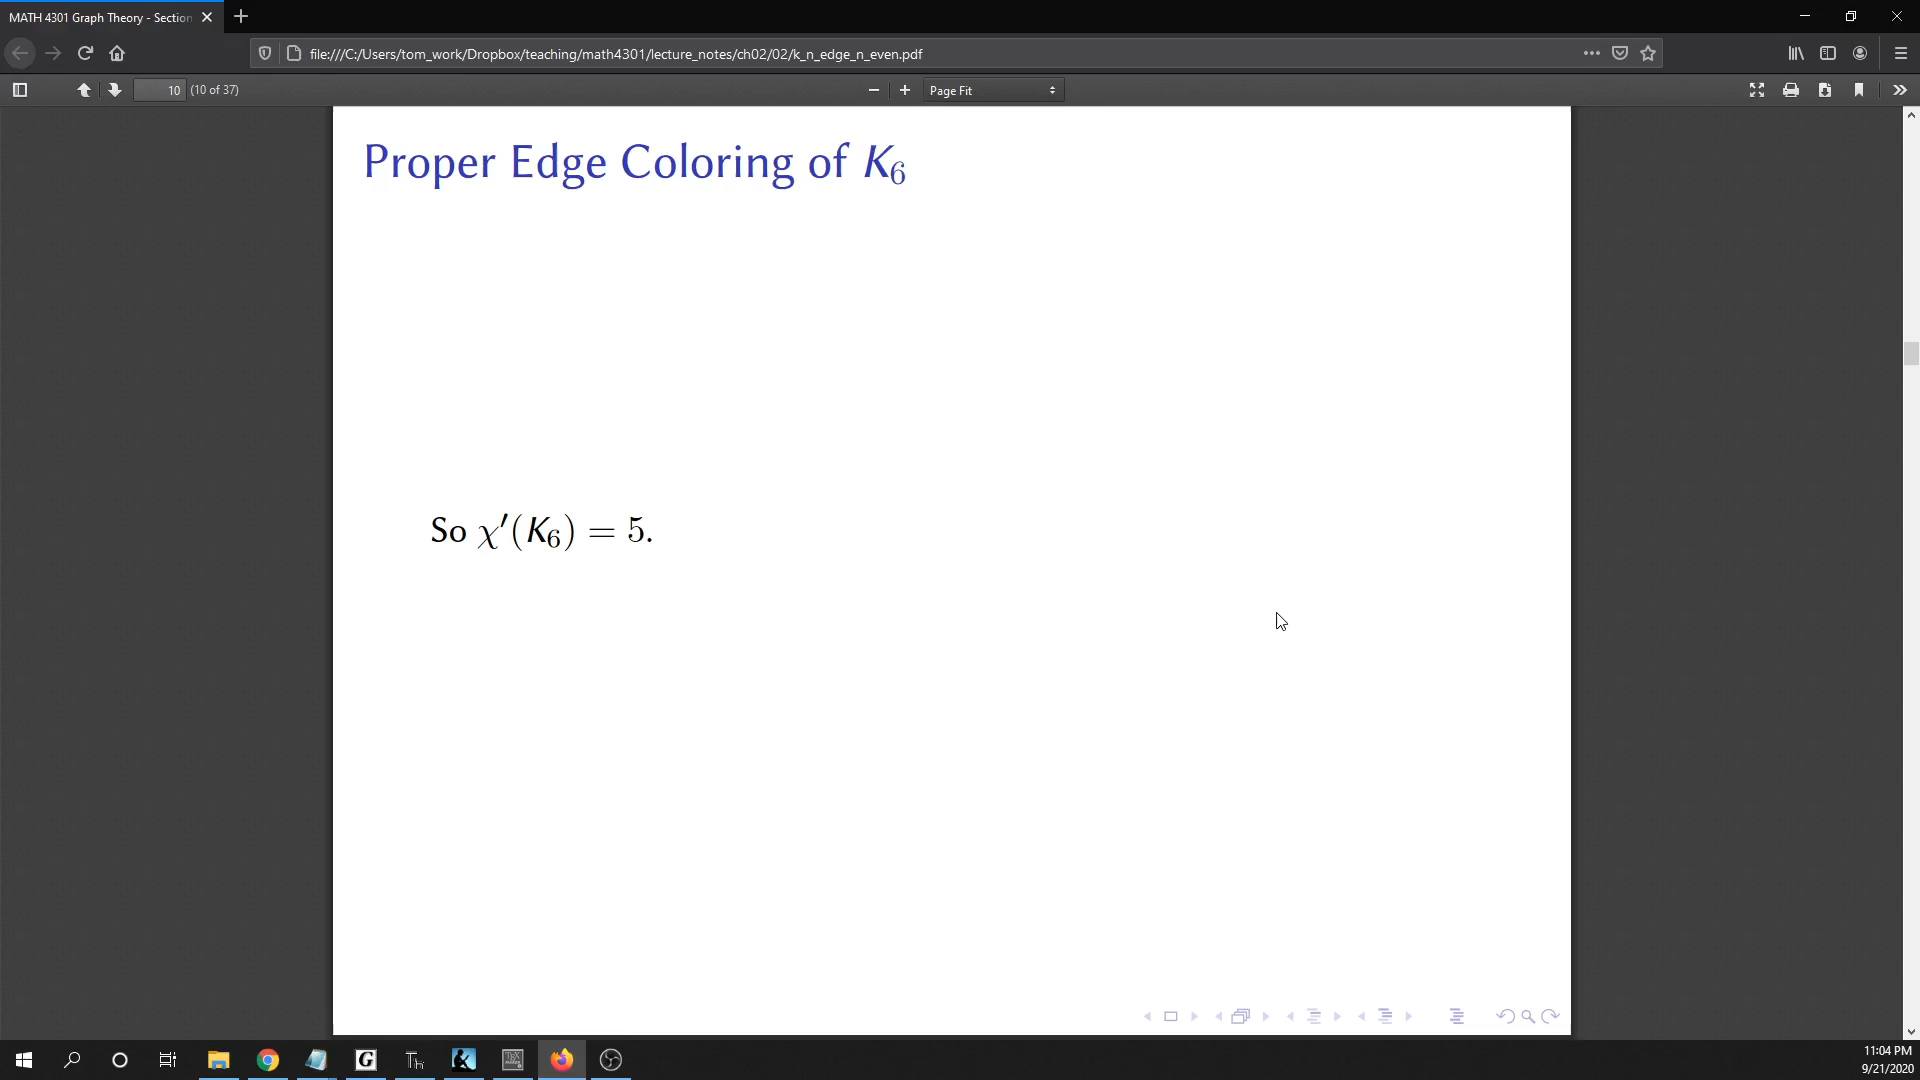 MATH 4301 Graph Theory - Section
file:///C:/Users/tom_work/Dropbox/teaching/math4301/lecture_notes/ch02/02/k_n_edge_n_even.pdf
10 (10 of 37) Page Fit
Proper Edge Coloring of K₆
So χ′(K₆) = 5.
11:04 PM
9/21/2020